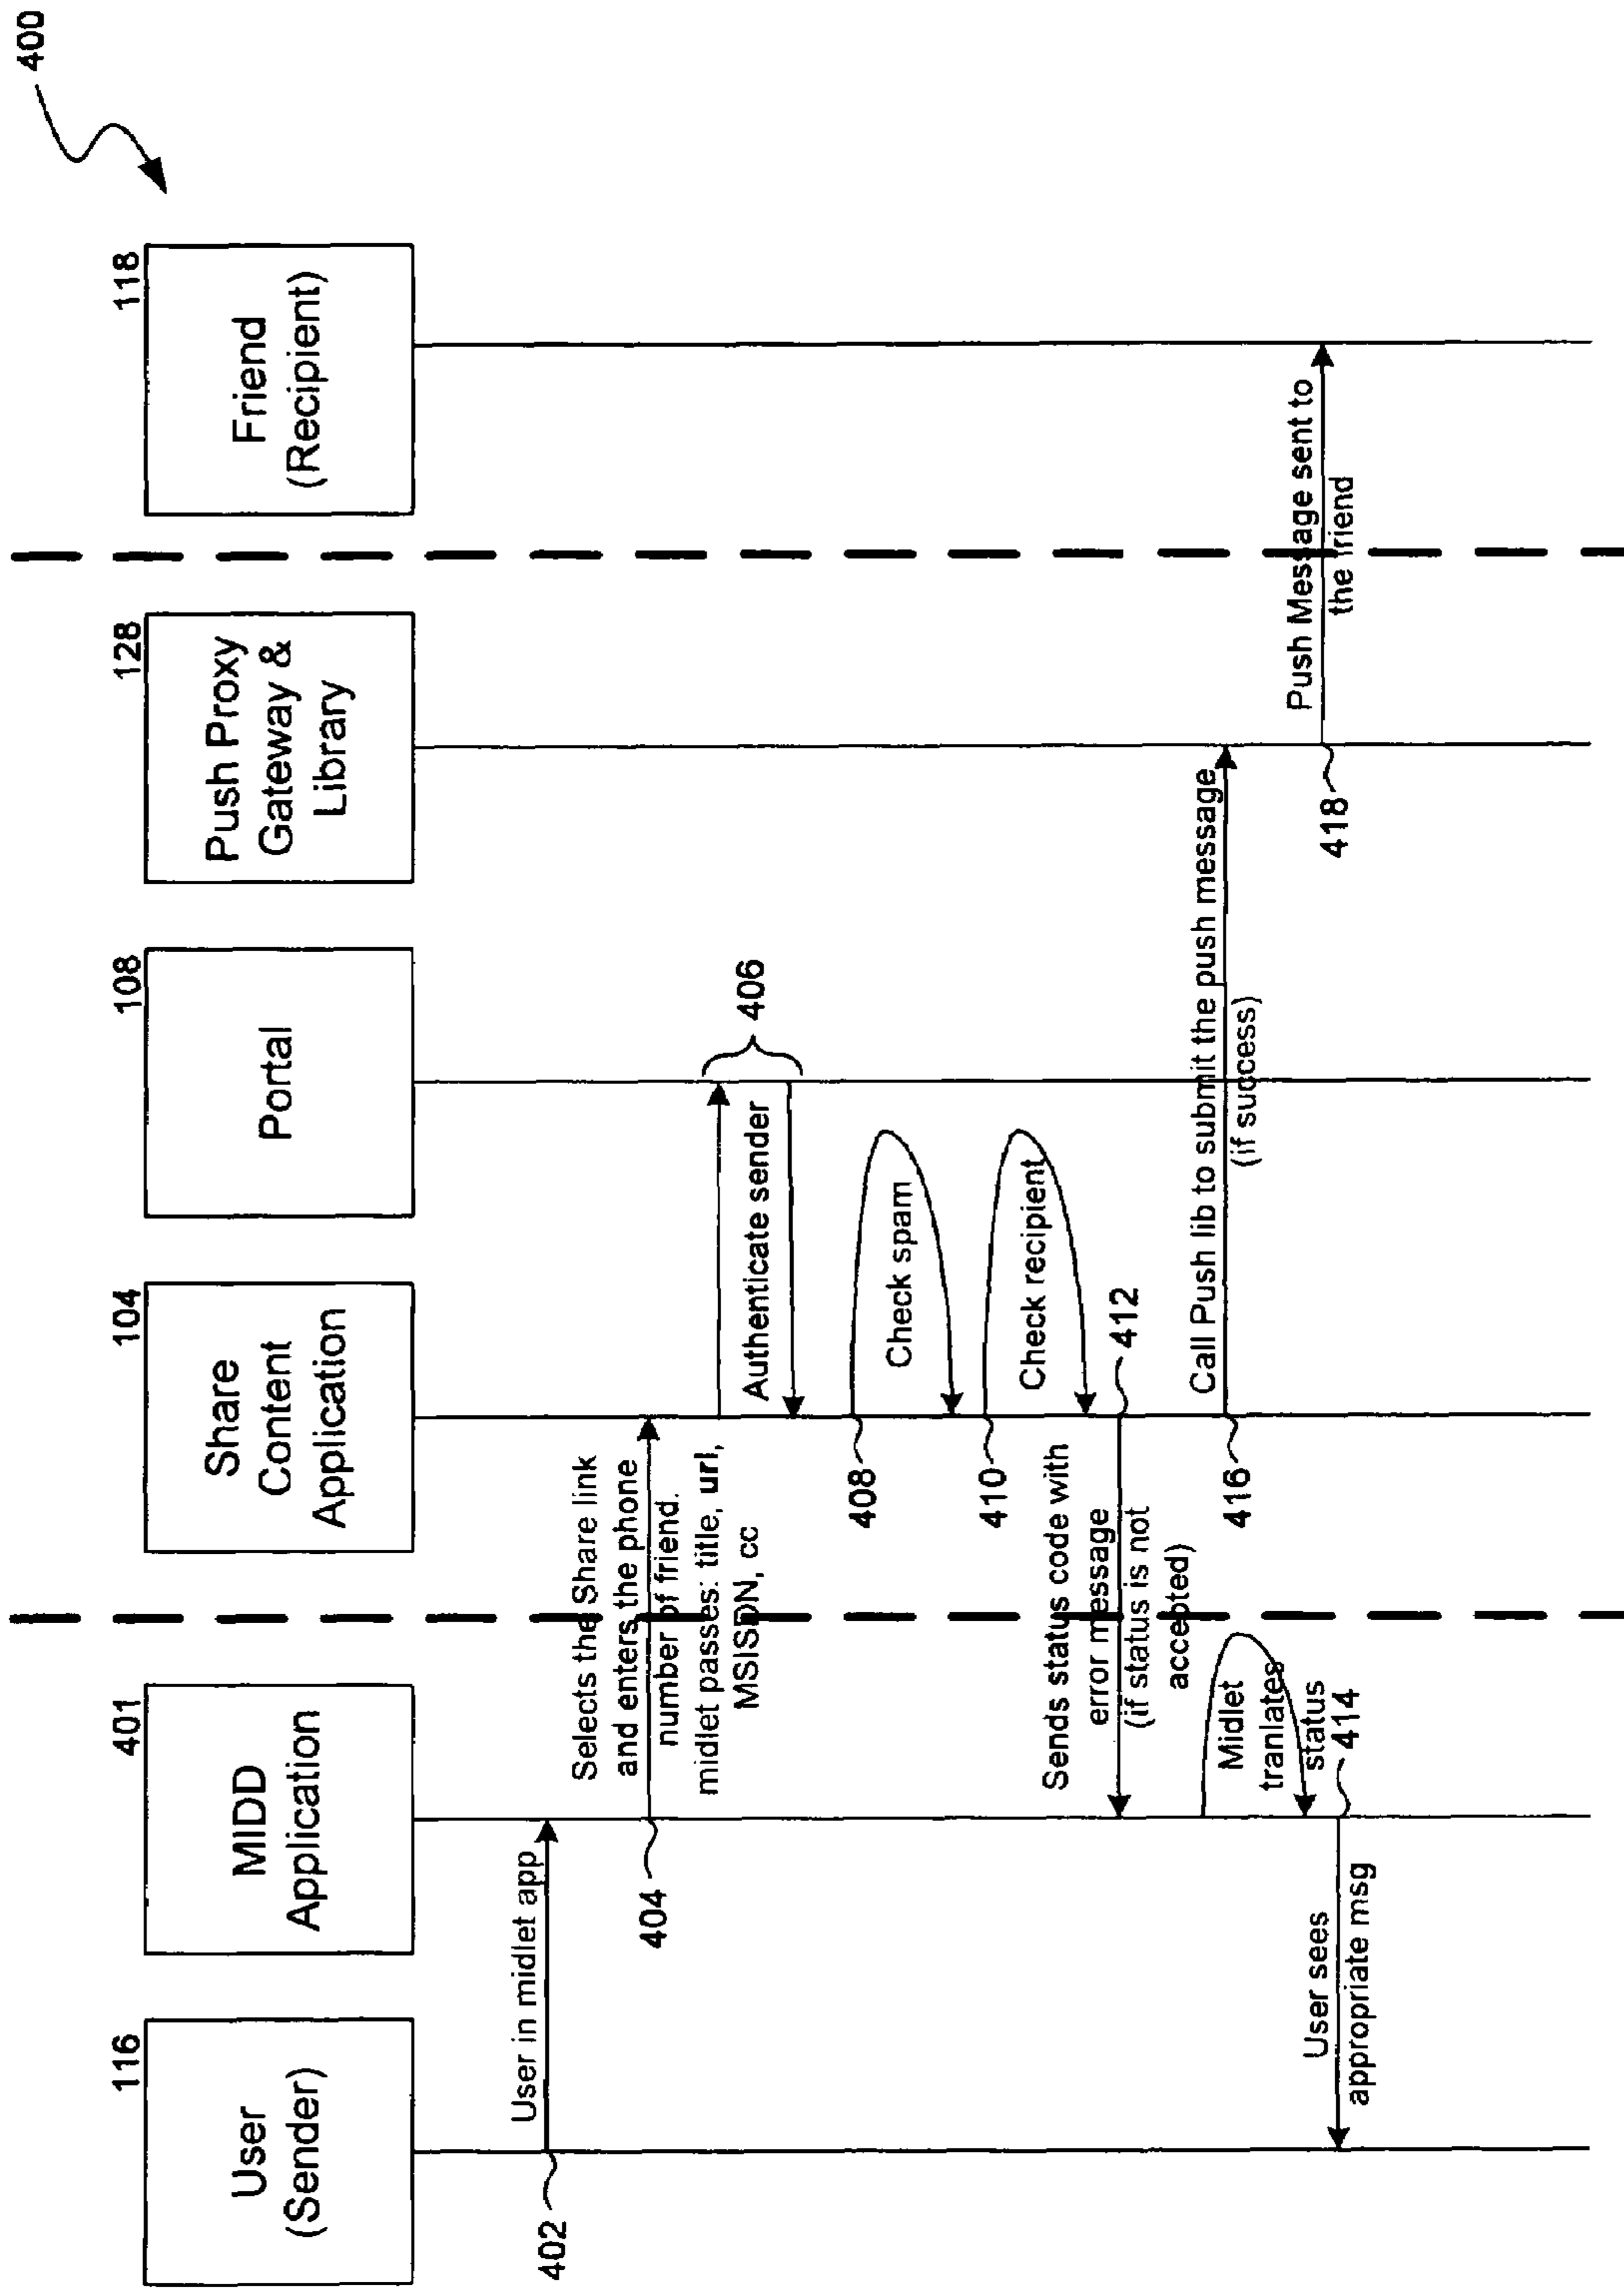 400
116
User
(Sender)
401
MIDD
Application
104
Share
Content
Application
108
Portal
128
Push Proxy
Gateway &
Library
118
Friend
(Recipient)
402
User in midlet app
404
Selects the Share link
and enters the phone
number of friend.
midlet passes: title, url,
MSISDN, cc
406
Authenticate sender
408
Check spam
410
Check recipient
412
Sends status code with
error message
(if status is not
accepted)
Midlet
tranlates
status
414
User sees
appropriate msg
416
Call Push lib to submit the push message
(if success)
418
Push Message sent to
the friend